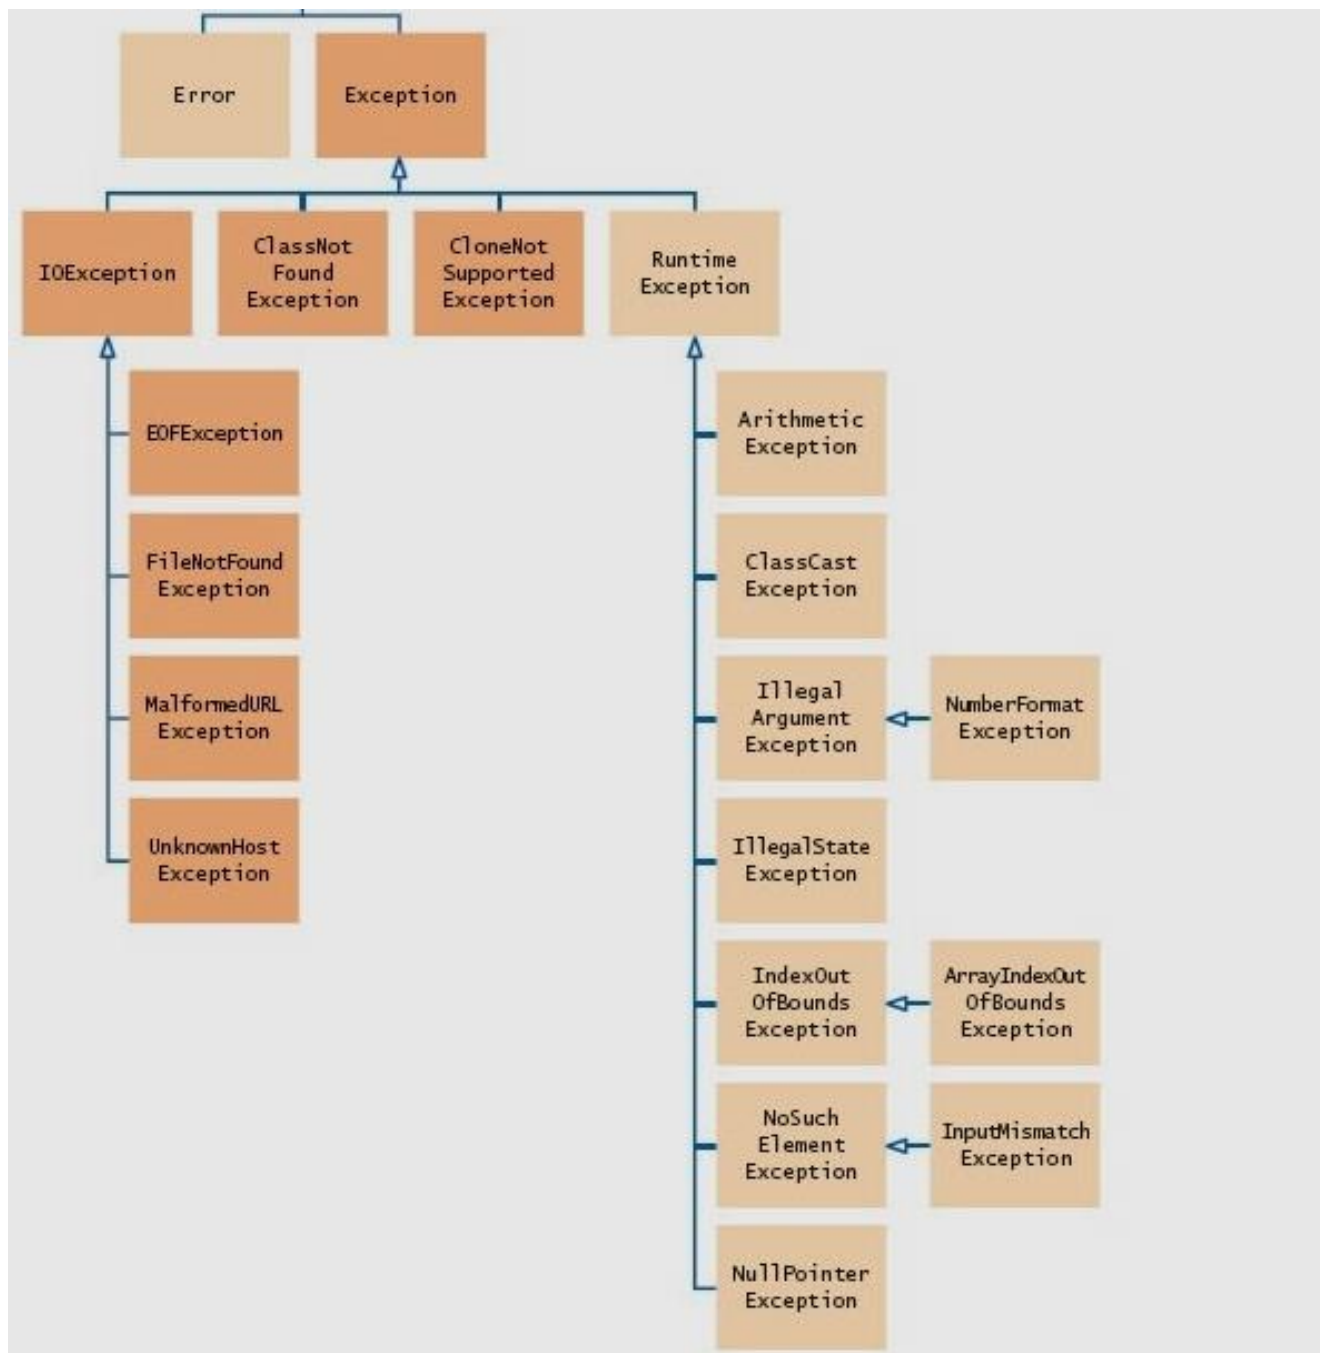 Error
Exception
IOException
ClassNot
Found
Exception
CloneNot
Supported
Exception
Runtime
Exception
EOFException
FileNotFound
Exception
MalformedURL
Exception
UnknownHost
Exception
Arithmetic
Exception
ClassCast
Exception
Illegal
Argument
Exception
NumberFormat
Exception
IllegalState
Exception
IndexOut
OfBounds
Exception
ArrayIndexOut
OfBounds
Exception
NoSuch
Element
Exception
InputMismatch
Exception
NullPointer
Exception